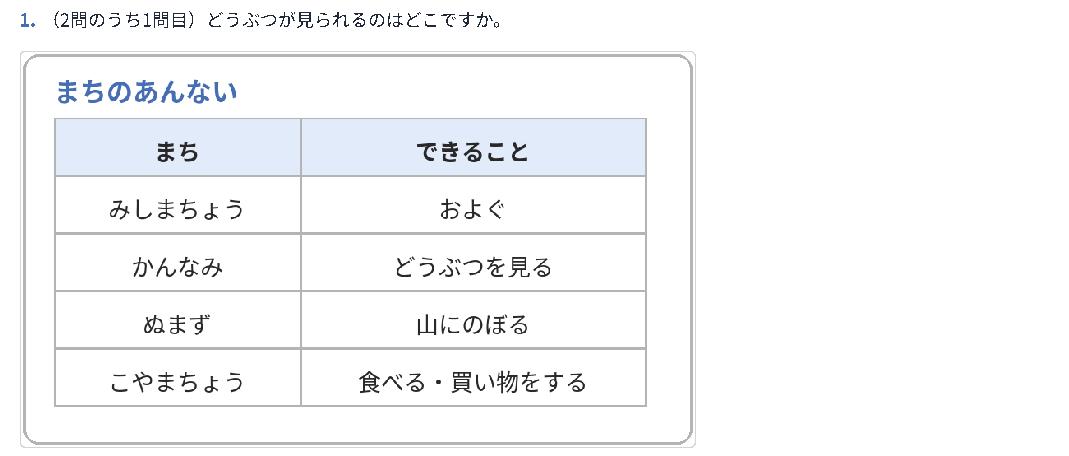 1. （2問のうち1問目）どうぶつが見られるのはどこですか。
まちのあんない
まち できること
みしまちょう およぐ
かんなみ どうぶつを見る
ぬまず 山にのぼる
こやまちょう 食べる・買い物をする